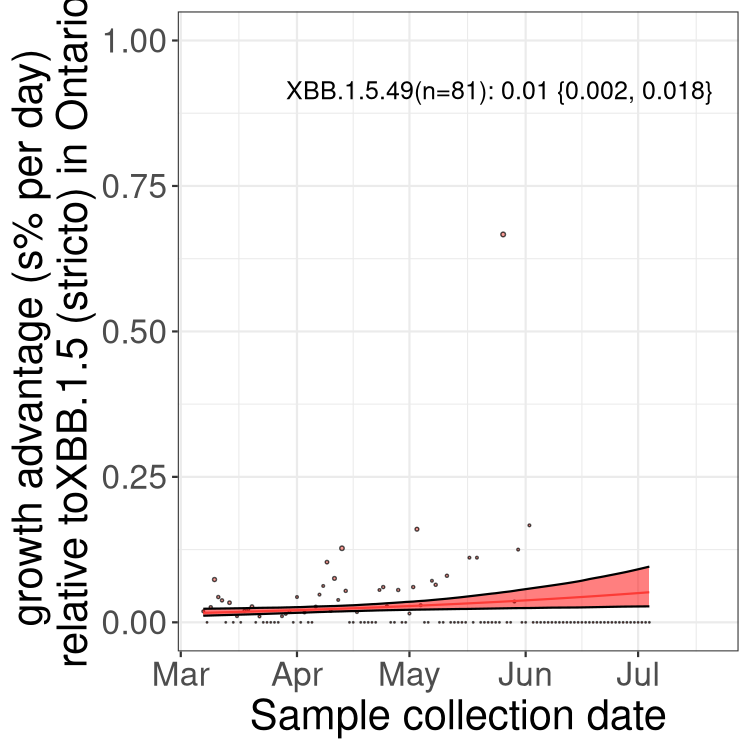 growth advantage (s% per day)
relative toXBB.1.5 (stricto) in Ontario
1.00
0.75
0.50
0.25
0.00
XBB.1.5.49(n=81): 0.01 {0.002, 0.018}
Mar
Apr
May
Jun
Jul
Sample collection date